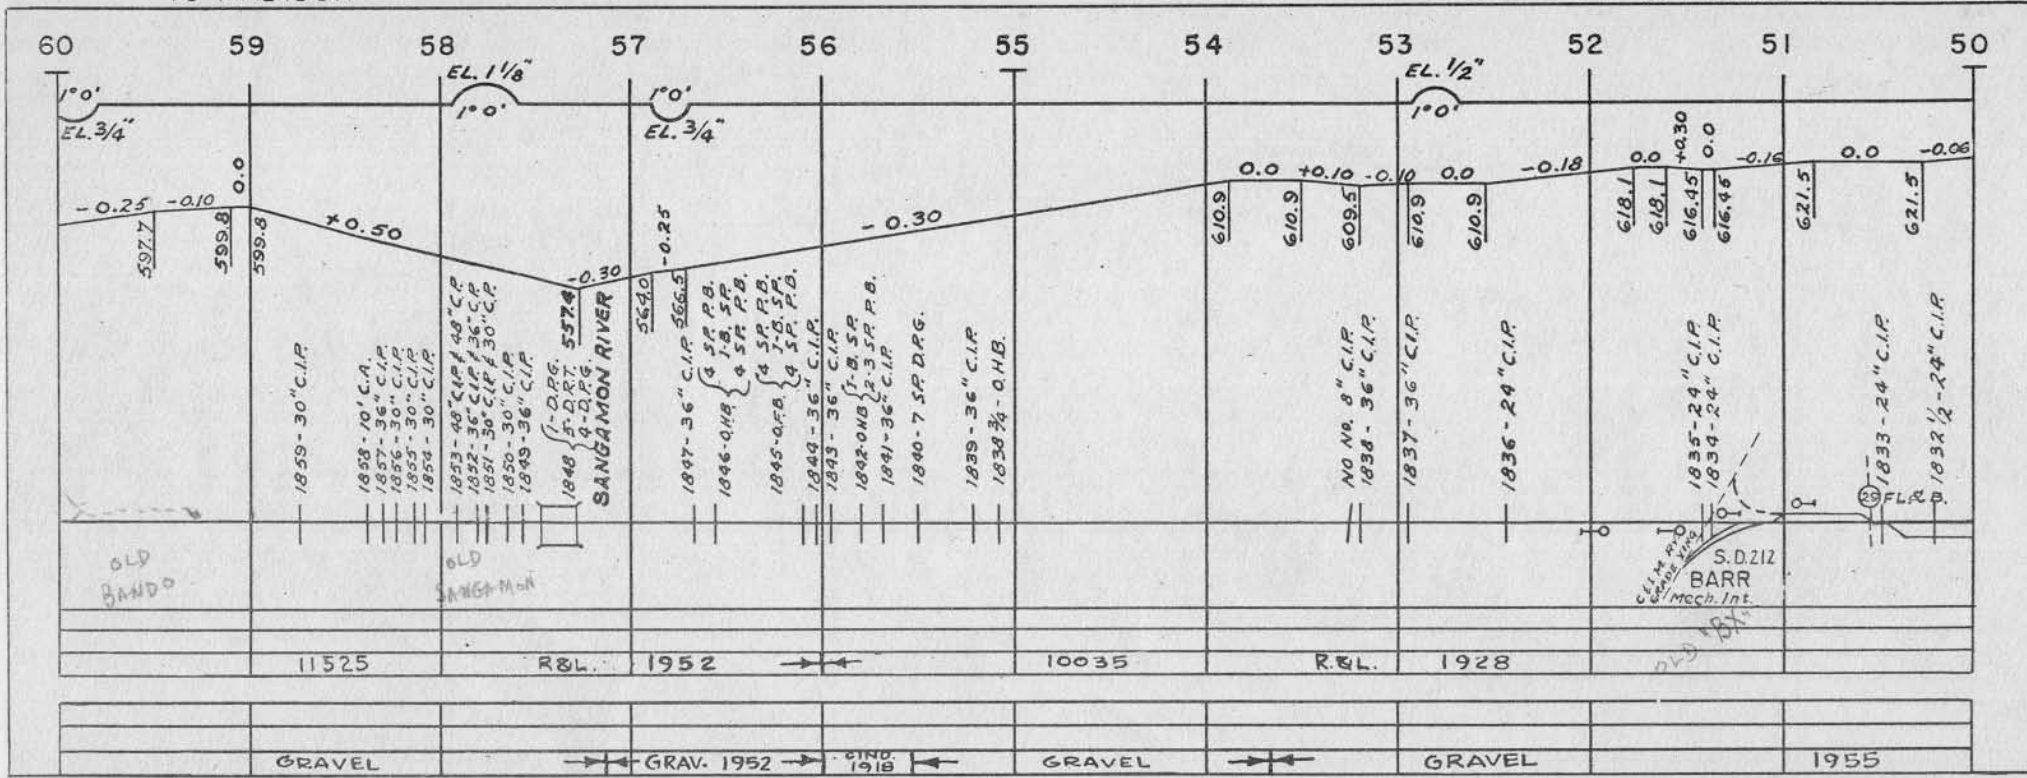 60 59 58 57 56 55 54 53 52 51 50
1°0'
EL. 3/4"
EL. 1 1/8"
1°0'
1°0'
EL. 3/4"
EL. 1/2"
1°0'
-0.25
-0.10
0.0
+0.50
-0.30
-0.25
-0.30
0.0
+0.10
-0.10
0.0
-0.18
0.0
+0.30
0.0
-0.16
0.0
-0.06
597.7
599.8
599.8
557.4
564.0
566.5
610.9
610.9
609.5
610.9
610.9
618.1
618.1
616.45
616.45
621.5
621.5
1859-30" C.I.P.
1858-10" C.A.
1857-36" C.I.P.
1856-30" C.I.P.
1855-30" C.I.P.
1854-30" C.I.P.
1853-48" C.I.P. & 48" C.P.
1852-36" C.I.P. & 36" C.P.
1851-30" C.I.P. & 30" C.P.
1850-30" C.I.P.
1849-36" C.I.P.
1848
1-D.P.G.
5-D.R.T.
4-D.P.G.
SANGAMON RIVER
1847-36" C.I.P.
1846-O.H.B.
4 SP. P.B.
1-B. SP.
4 SP. P.B.
1845-O.F.B.
4 SP. P.B.
1-B. SP.
4 SP. P.B.
1844-36" C.I.P.
1843-36" C.I.P.
1842-OHB
1-B. SP.
2-3 SP. P.B.
1841-36" C.I.P.
1840-7 SP. D.P.G.
1839-36" C.I.P.
1838 3/4-O.H.B.
NO NO. 8" C.I.P.
1838-36" C.I.P.
1837-36" C.I.P.
1836-24" C.I.P.
1835-24" C.I.P.
1834-24" C.I.P.
1833-24" C.I.P.
1832 1/2-24" C.I.P.
29 FL & B.
OLD
BANDO
OLD
SANGAMON
S.D. 212
BARR
Mech. Int.
OLD "BX"
11525 R&L. 1952 10035 R.&L. 1928
GRAVEL GRAV. 1952 CIND. 1918 GRAVEL GRAVEL 1955